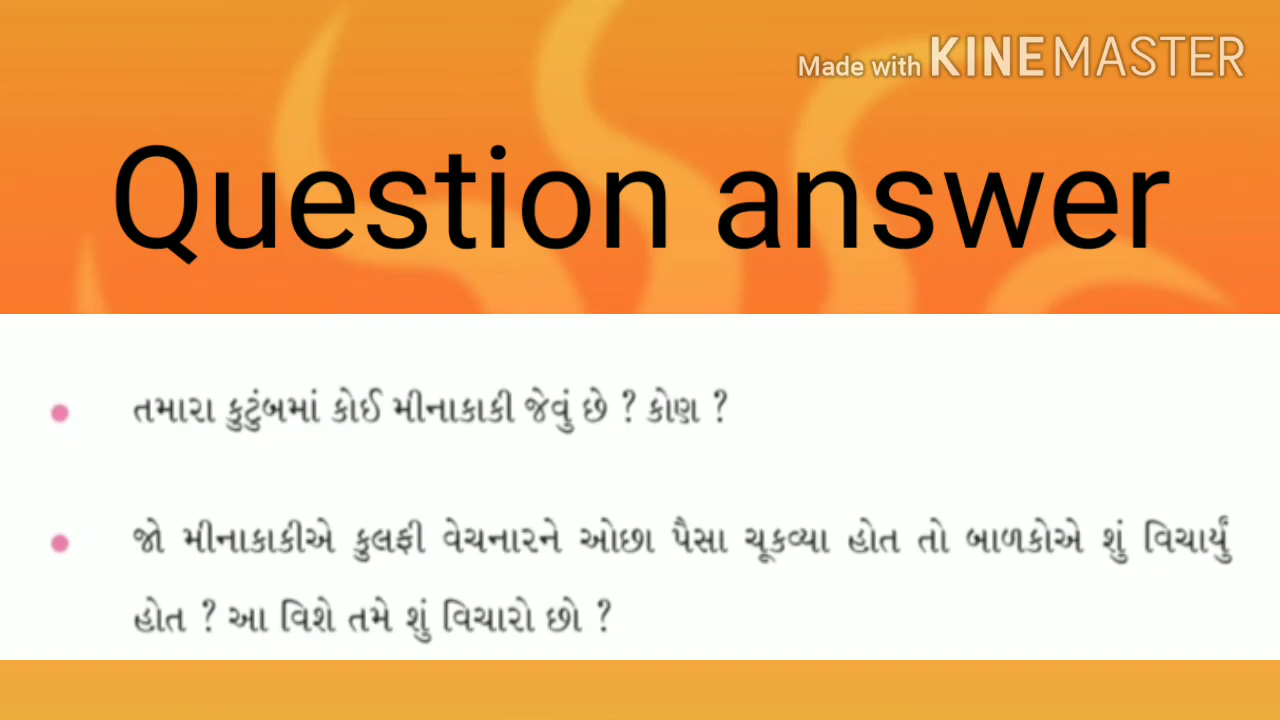 Made with KINEMASTER
Question answer
• તમારા કુટુંબમાં કોઈ મીનાકાકી જેવું છે ? કોણ ?
• જો મીનાકાકીએ કુલફી વેચનારને ઓછા પૈસા ચૂકવ્યા હોત તો બાળકોએ શું વિચાર્યું
હોત ? આ વિશે તમે શું વિચારો છો ?